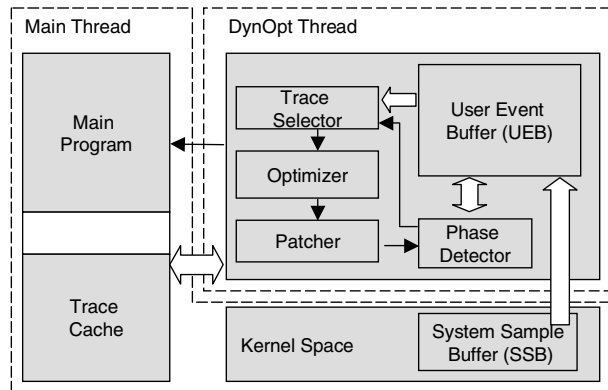 Main Thread
DynOpt Thread
Main
Program
Trace
Selector
User Event
Buffer (UEB)
Optimizer
Patcher
Phase
Detector
Trace
Cache
Kernel Space
System Sample
Buffer (SSB)